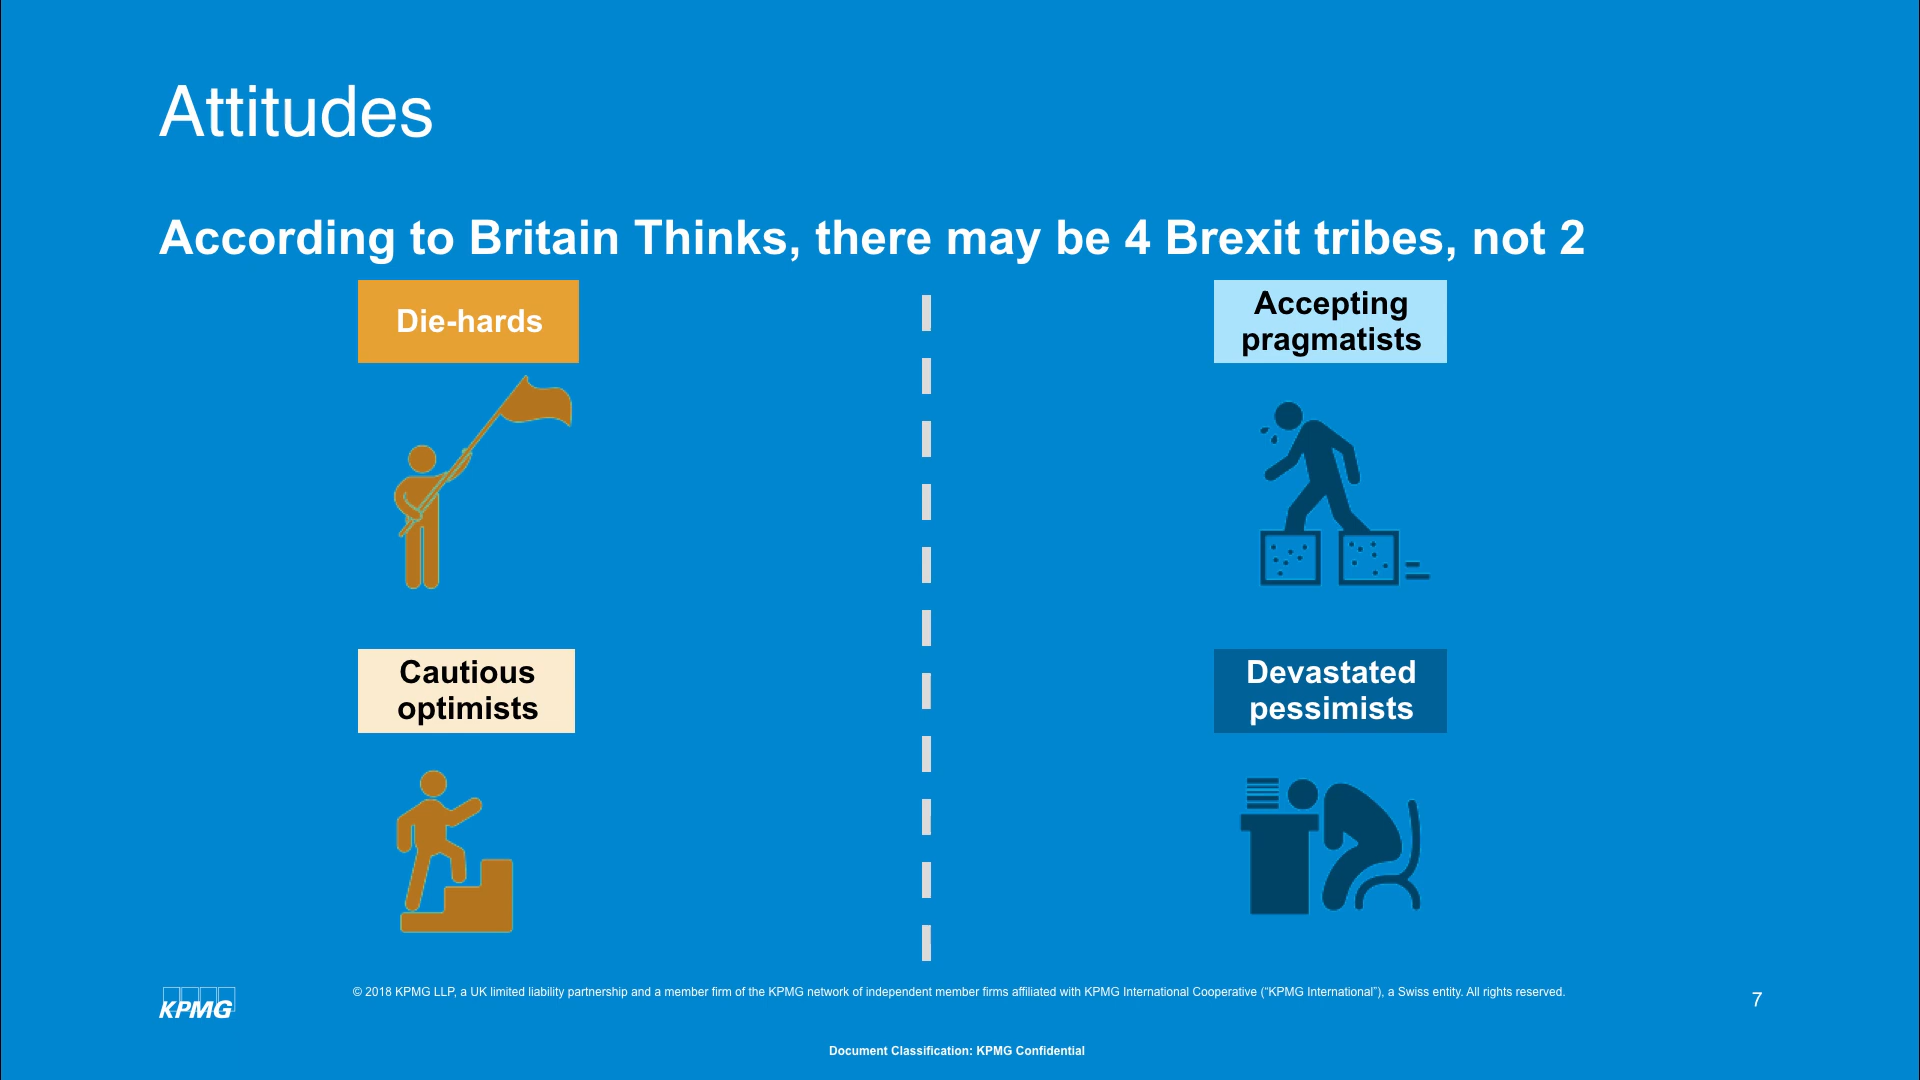 Attitudes
According to Britain Thinks, there may be 4 Brexit tribes, not 2
Die-hards
Accepting
pragmatists
Cautious
optimists
Devastated
pessimists
KPMG
© 2018 KPMG LLP, a UK limited liability partnership and a member firm of the KPMG network of independent member firms affiliated with KPMG International Cooperative (“KPMG International”), a Swiss entity. All rights reserved.
7
Document Classification: KPMG Confidential